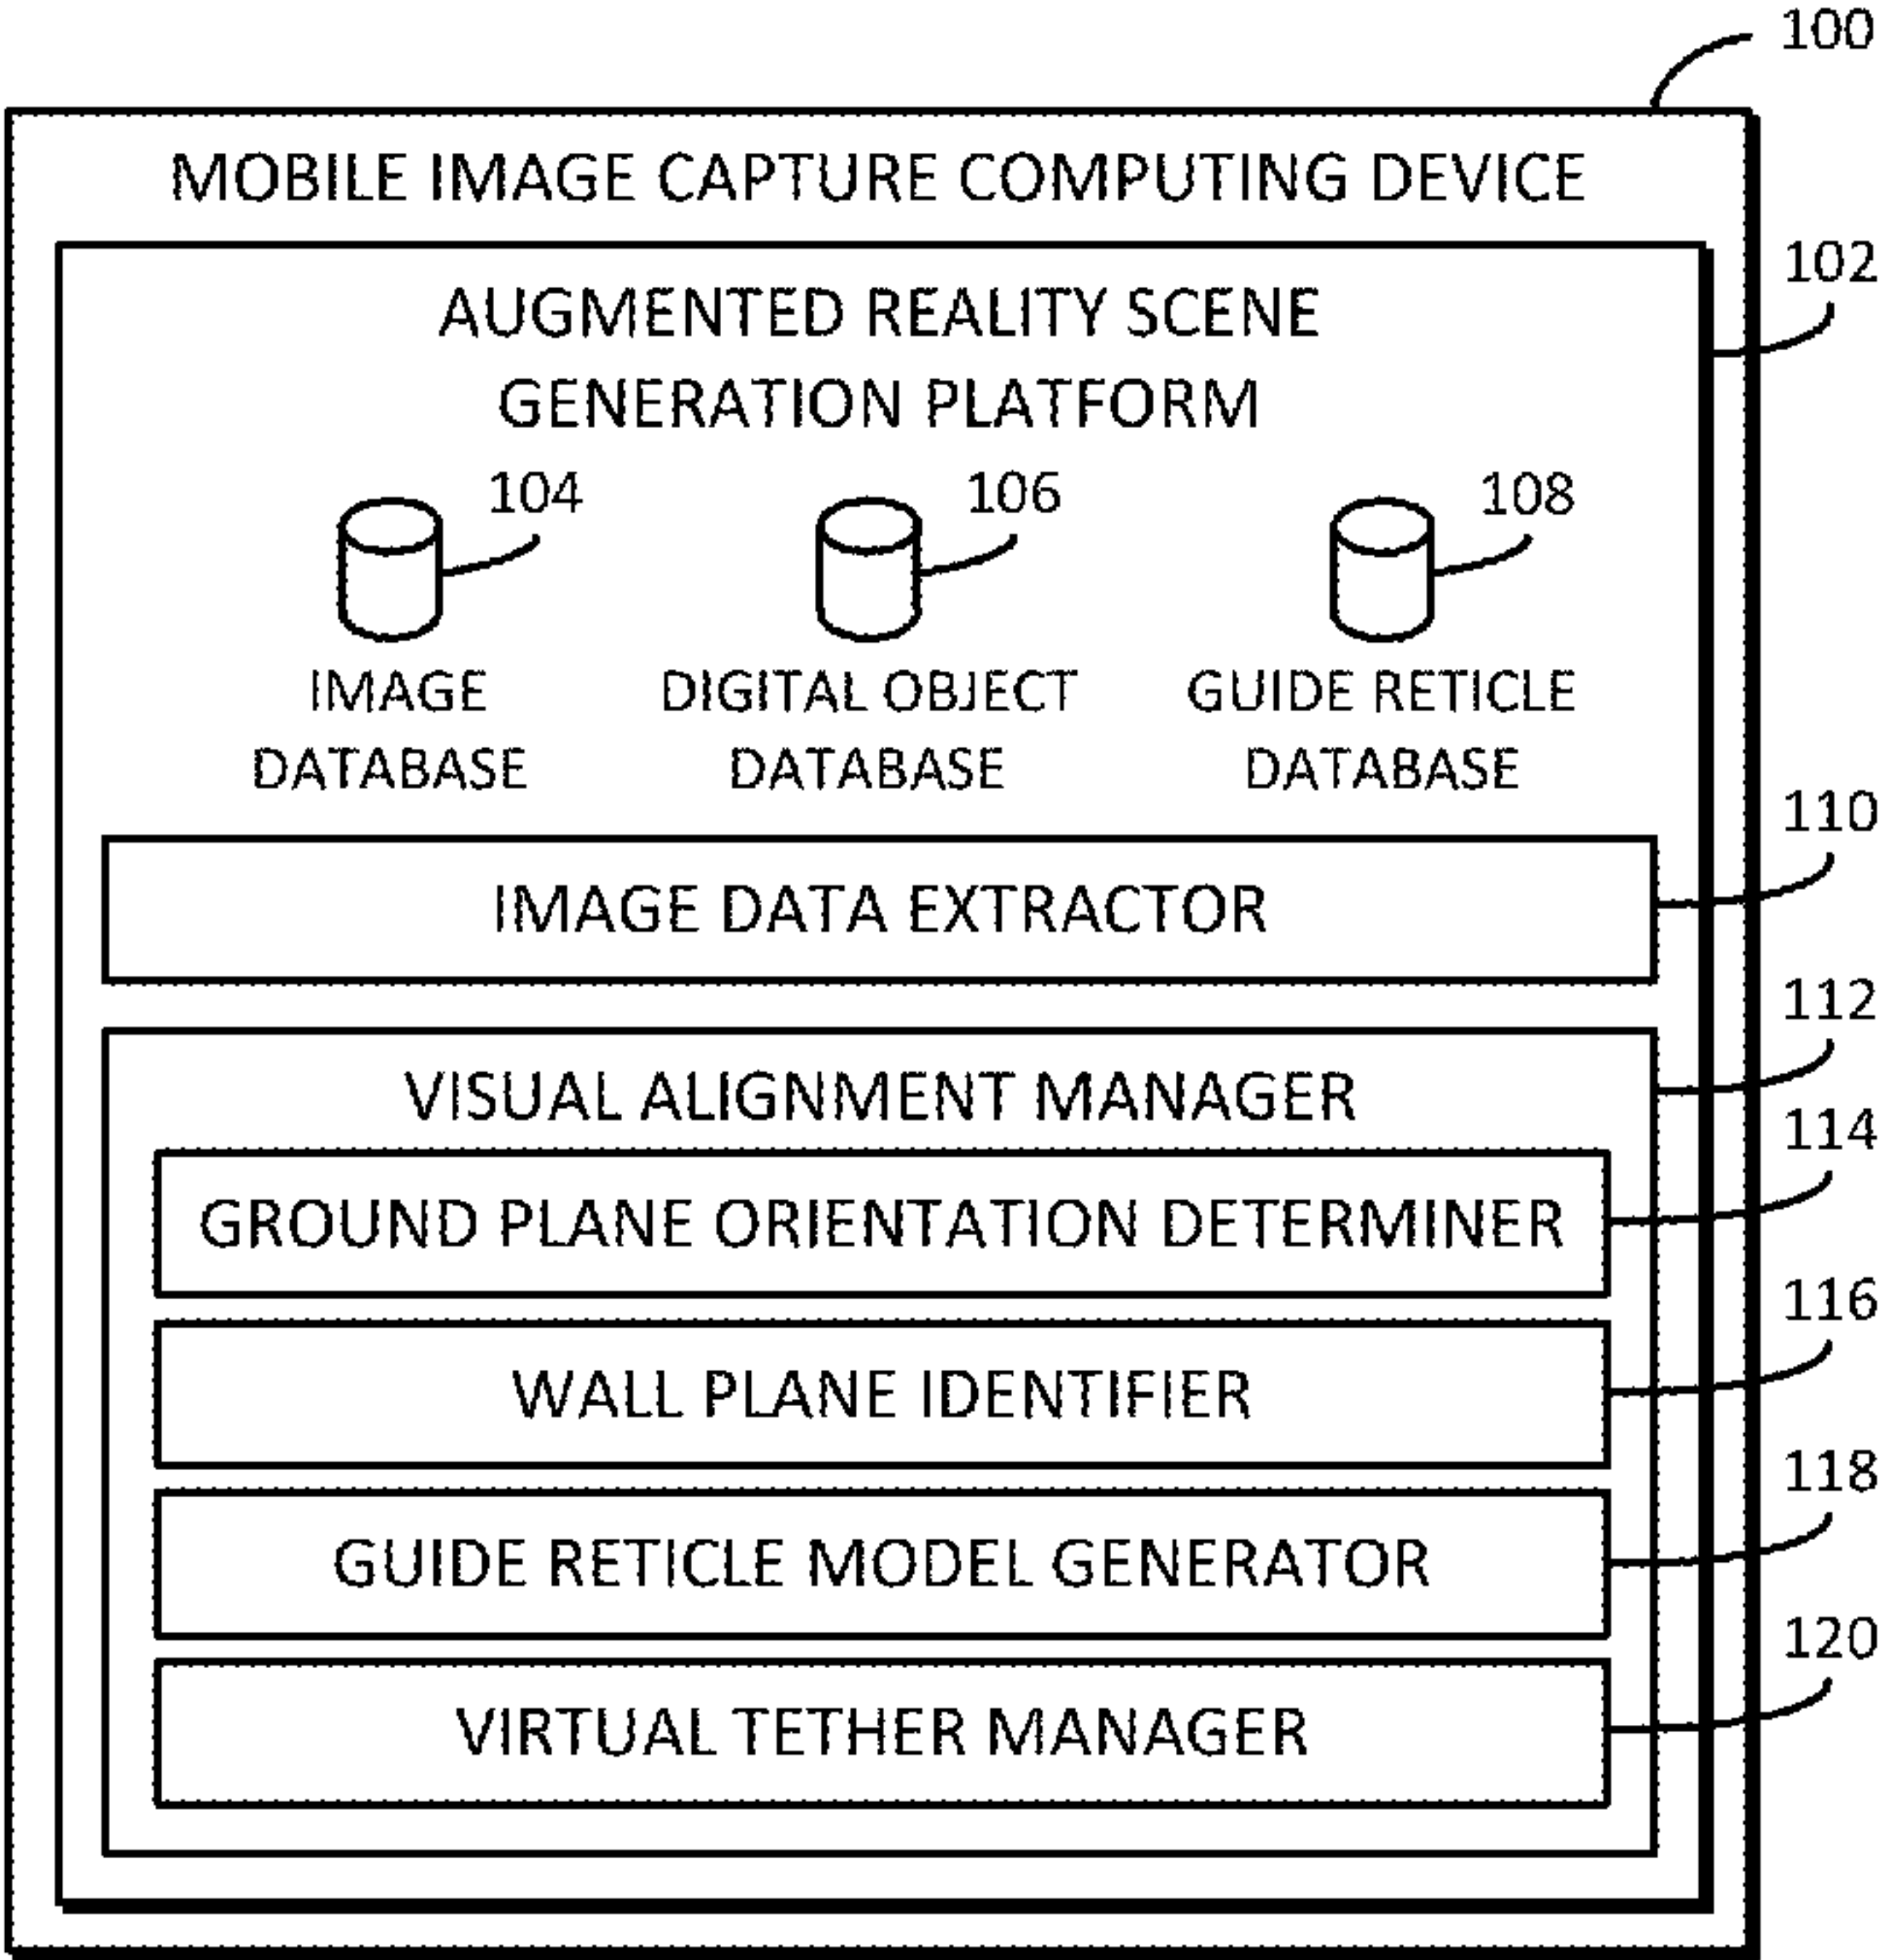 100
MOBILE IMAGE CAPTURE COMPUTING DEVICE
102
AUGMENTED REALITY SCENE
GENERATION PLATFORM
104
106
108
IMAGE
DATABASE
DIGITAL OBJECT
DATABASE
GUIDE RETICLE
DATABASE
110
IMAGE DATA EXTRACTOR
112
VISUAL ALIGNMENT MANAGER
114
GROUND PLANE ORIENTATION DETERMINER
116
WALL PLANE IDENTIFIER
118
GUIDE RETICLE MODEL GENERATOR
120
VIRTUAL TETHER MANAGER